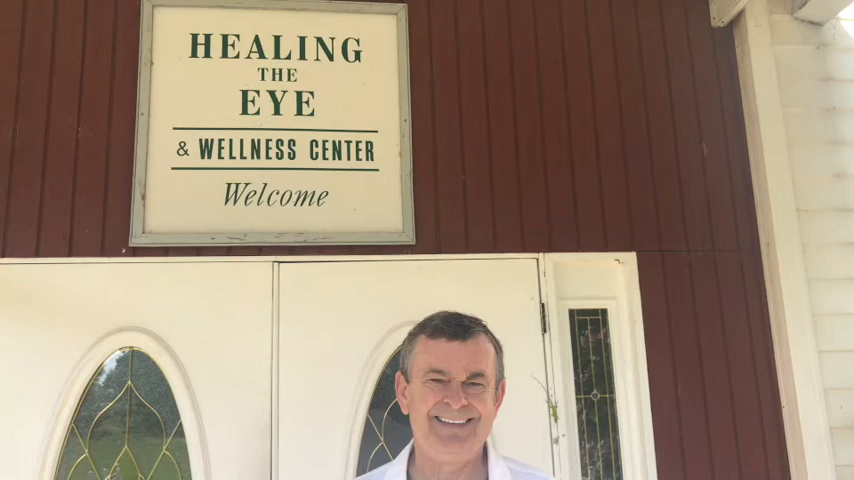 HEALING
THE
EYE
& WELLNESS CENTER
Welcome